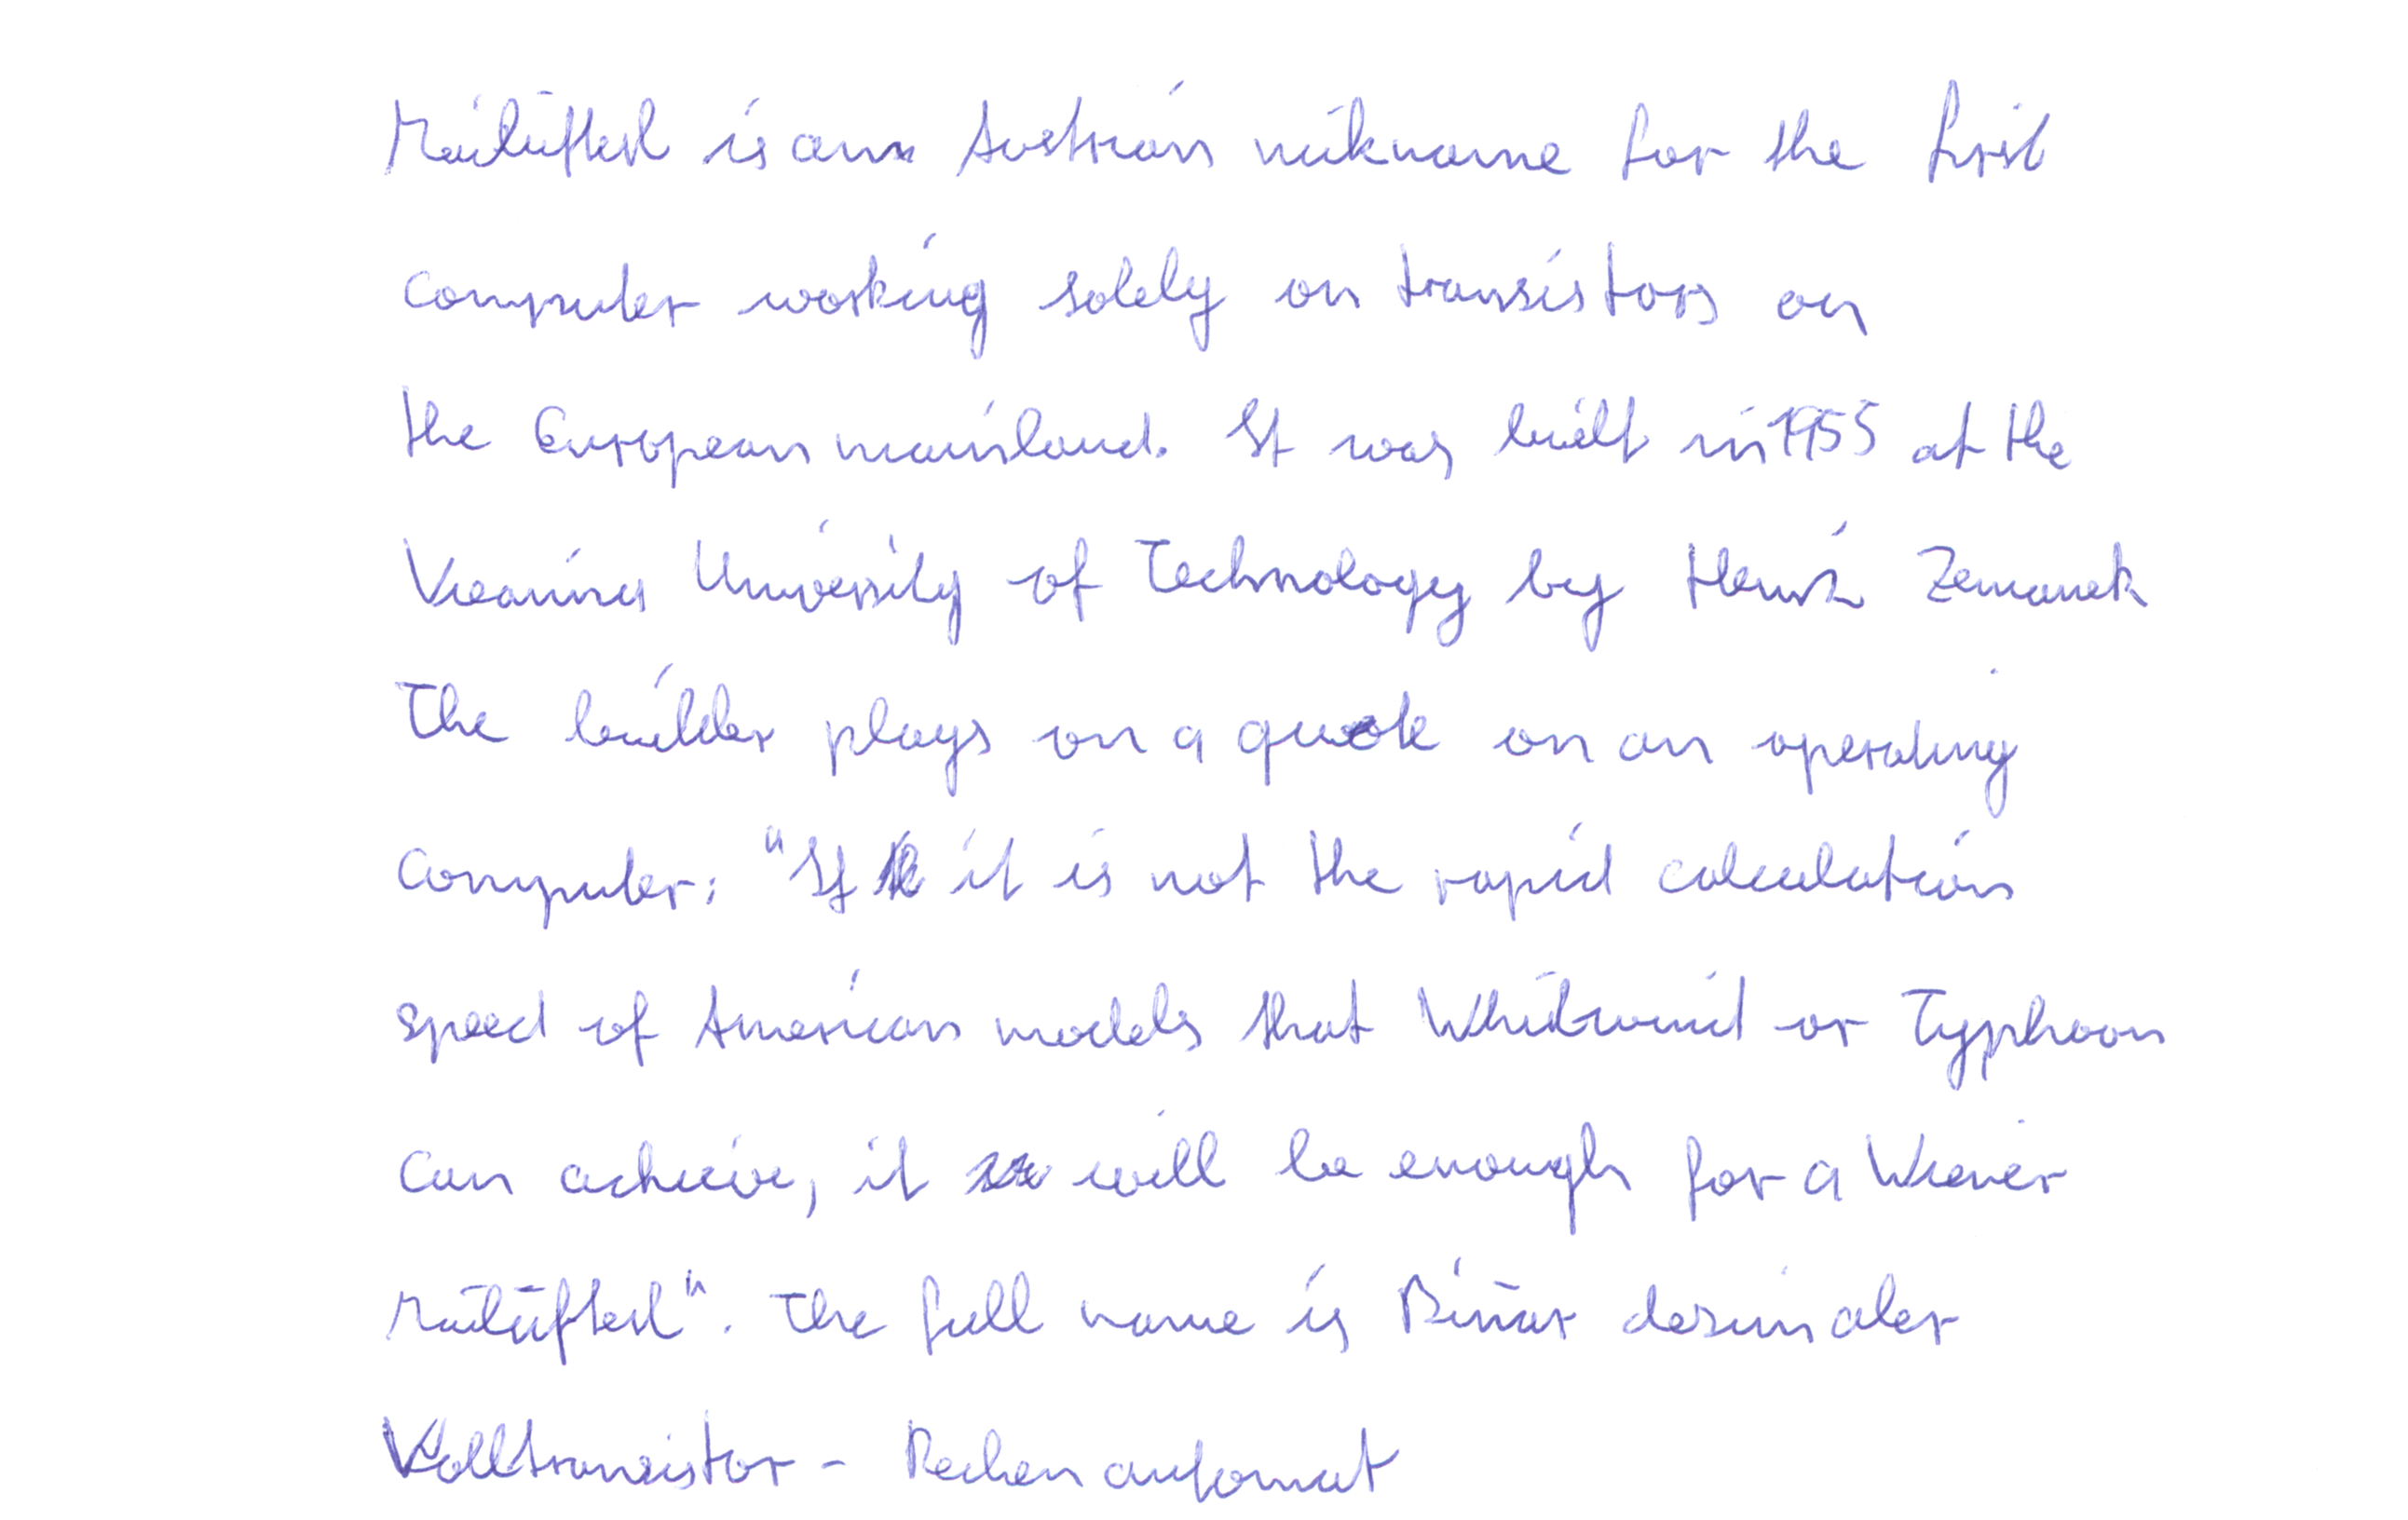 Mailüfterl is an Austrian nickname for the first
computer working solely on transistors on
the European mainland. It was built in 1955 at the
Vienna University of Technology by Heinz Zemanek
The builder plays on a quote on an operating
computer: "If it is not the rapid calculation
speed of American models that Whirlwind or Typhoon
can achieve, it will be enough for a Wiener
Mailüfterl". The full name is Binär dezimaler
Volltransistor - Rechenautomat